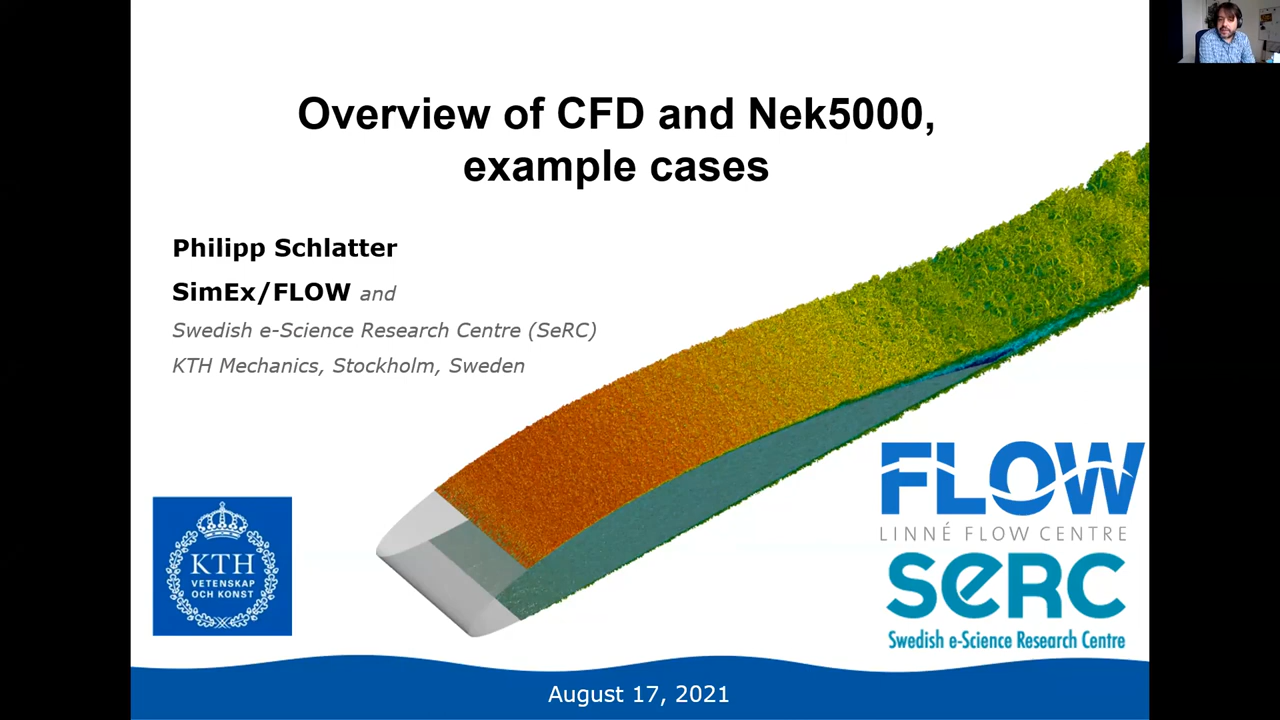 Overview of CFD and Nek5000,
example cases
Philipp Schlatter
SimEx/FLOW and
Swedish e-Science Research Centre (SeRC)
KTH Mechanics, Stockholm, Sweden
KTH
VETENSKAP
OCH KONST
FLOW
LINNÉ FLOW CENTRE
SeRC
Swedish e-Science Research Centre
August 17, 2021